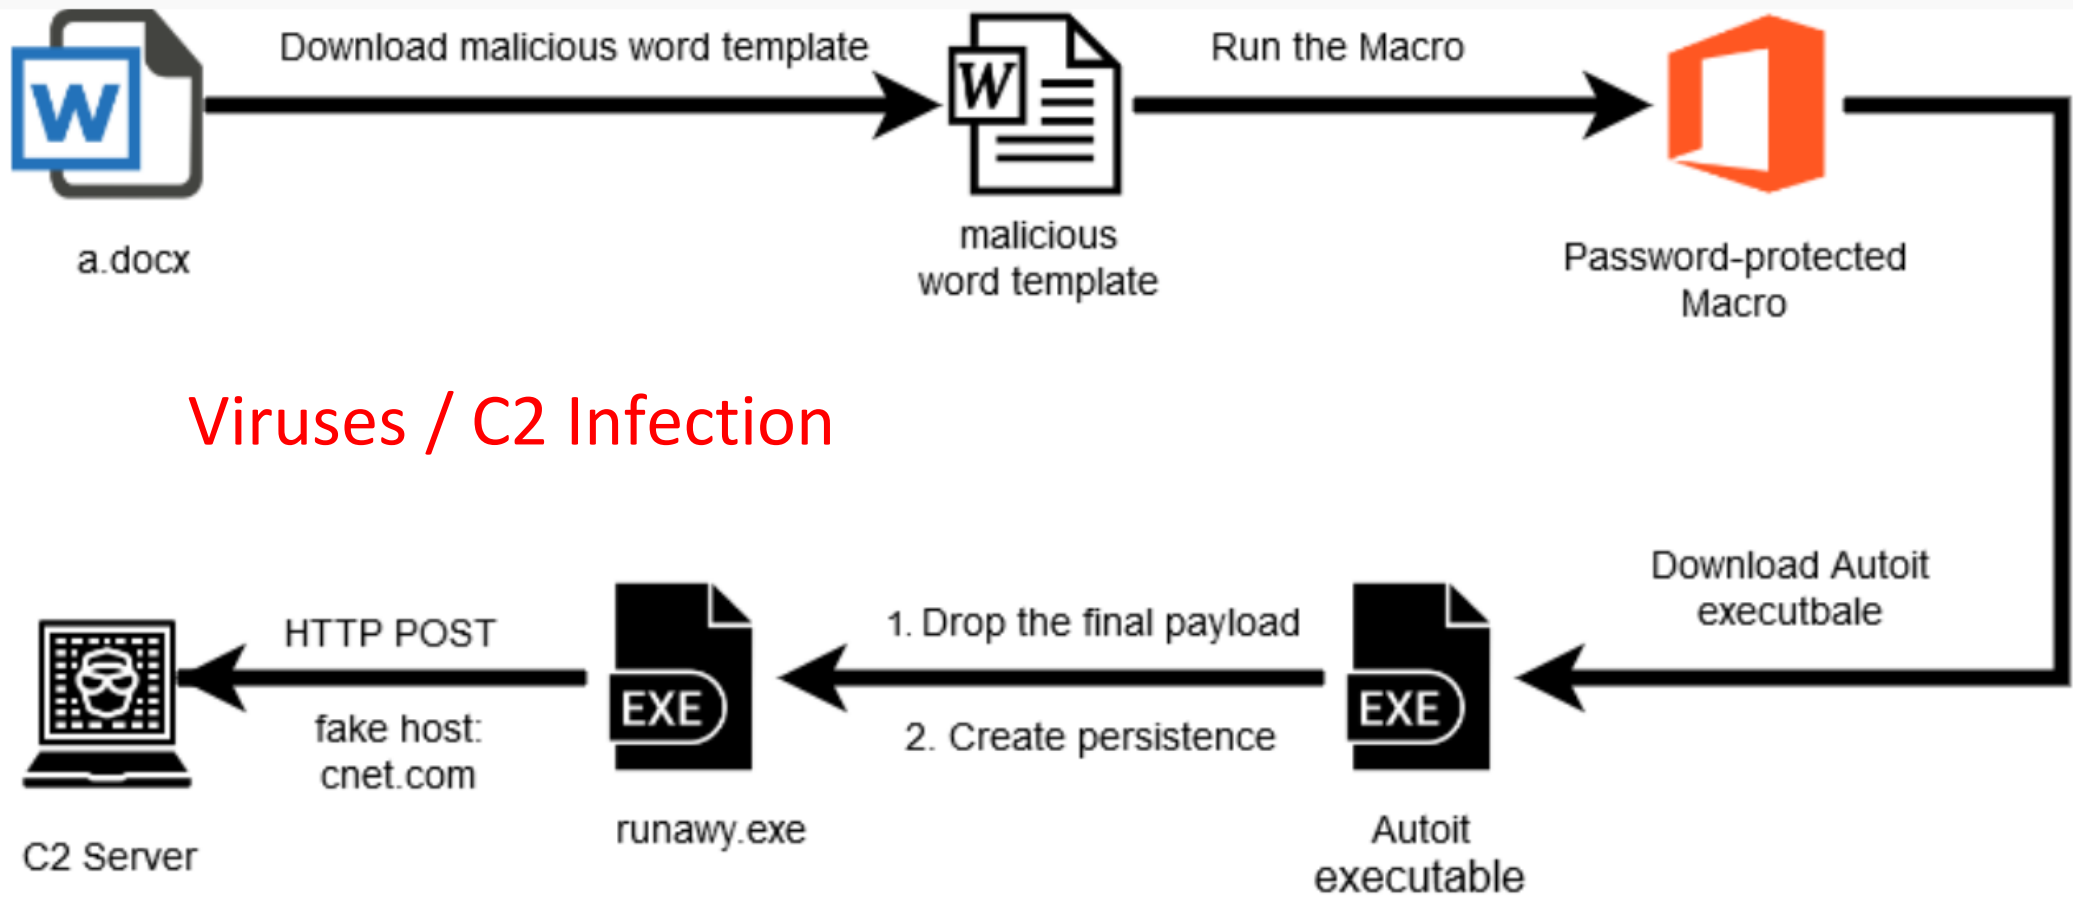 Download malicious word template
Run the Macro
W
W
a.docx
malicious
word template
Password-protected
Macro
Viruses / C2 Infection
Download Autoit
executbale
HTTP POST
1. Drop the final payload
EXE
EXE
fake host:
cnet.com
2. Create persistence
C2 Server
runawy.exe
Autoit
executable